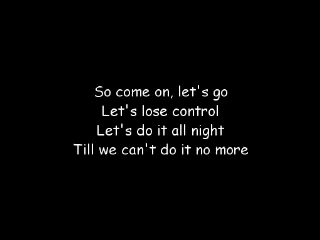 So come on, let's go
Let's lose control
Let's do it all night
Till we can't do it no more